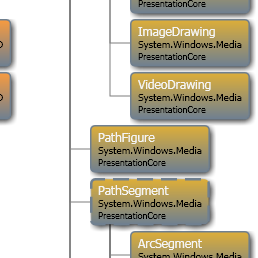 PresentationCore
ImageDrawing
System.Windows.Media
PresentationCore
VideoDrawing
System.Windows.Media
PresentationCore
PathFigure
System.Windows.Media
PresentationCore
PathSegment
System.Windows.Media
PresentationCore
ArcSegment
System.Windows.Media